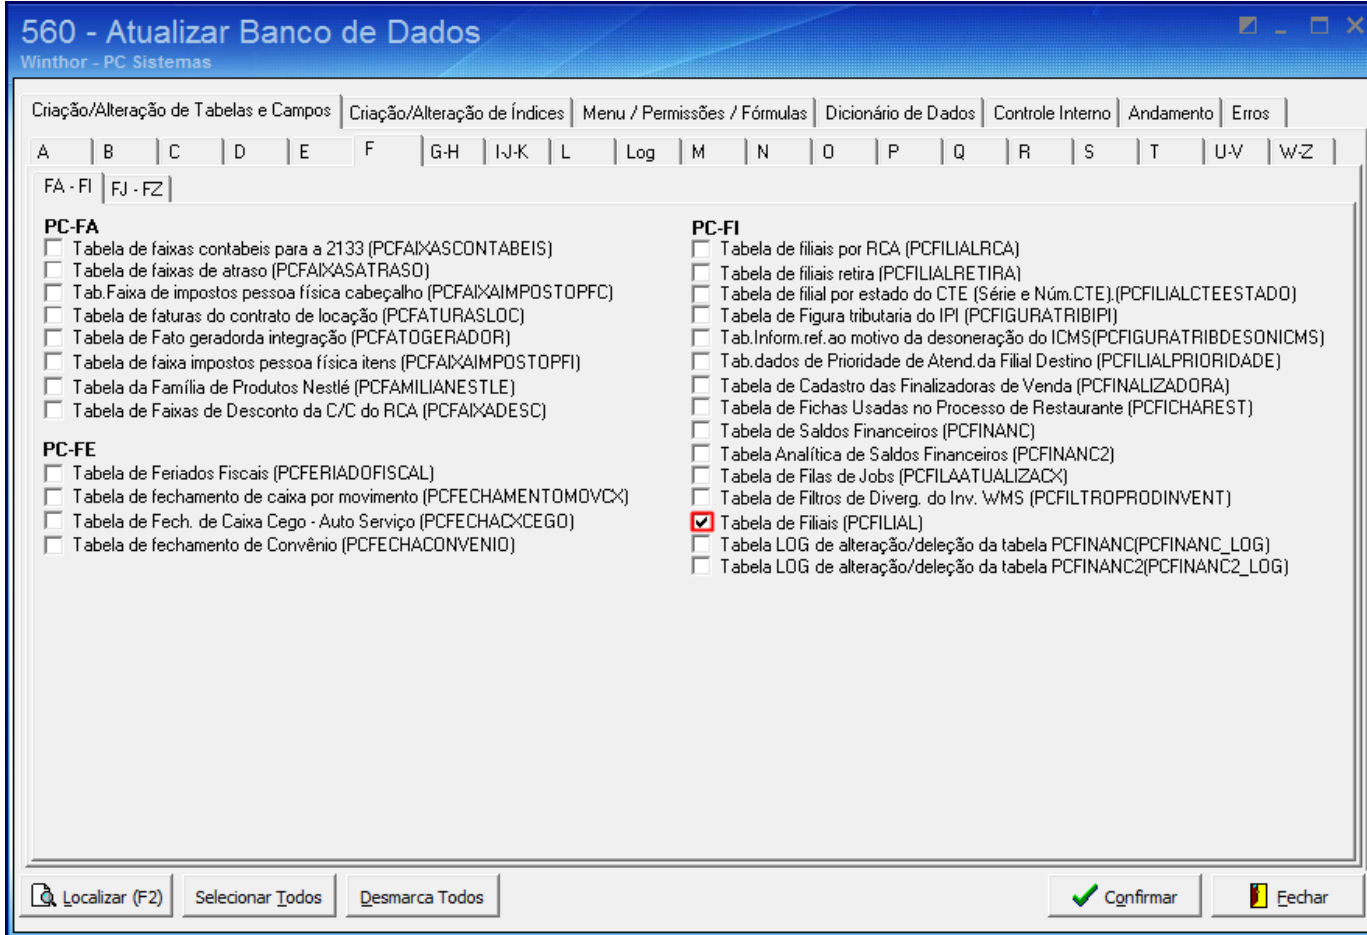 560 - Atualizar Banco de Dados
Winthor - PC Sistemas
Criação/Alteração de Tabelas e Campos Criação/Alteração de Índices Menu / Permissões / Fórmulas Dicionário de Dados Controle Interno Andamento Erros
A B C D E F G-H I-J-K L Log M N O P Q R S T U-V W-Z
FA - FI FJ - FZ
PC-FA
Tabela de faixas contabeis para a 2133 (PCFAIXASCONTABEIS)
Tabela de faixas de atraso (PCFAIXASATRASO)
Tab.Faixa de impostos pessoa física cabeçalho (PCFAIXAIMPOSTOPFC)
Tabela de faturas do contrato de locação (PCFATURASLOC)
Tabela de Fato geradorda integração (PCFATOGERADOR)
Tabela de faixa impostos pessoa física itens (PCFAIXAIMPOSTOPFI)
Tabela da Família de Produtos Nestlé (PCFAMILIANESTLE)
Tabela de Faixas de Desconto da C/C do RCA (PCFAIXADESC)
PC-FE
Tabela de Feriados Fiscais (PCFERIADOFISCAL)
Tabela de fechamento de caixa por movimento (PCFECHAMENTOMOVCX)
Tabela de Fech. de Caixa Cego - Auto Serviço (PCFECHACXCEGO)
Tabela de fechamento de Convênio (PCFECHACONVENIO)
PC-FI
Tabela de filiais por RCA (PCFILIALRCA)
Tabela de filiais retira (PCFILIALRETIRA)
Tabela de filial por estado do CTE (Série e Núm.CTE).(PCFILIALCTEESTADO)
Tabela de Figura tributaria do IPI (PCFIGURATRIBIPI)
Tab.Inform.ref.ao motivo da desoneração do ICMS(PCFIGURATRIBDESONICMS)
Tab.dados de Prioridade de Atend.da Filial Destino (PCFILIALPRIORIDADE)
Tabela de Cadastro das Finalizadoras de Venda (PCFINALIZADORA)
Tabela de Fichas Usadas no Processo de Restaurante (PCFICHAREST)
Tabela de Saldos Financeiros (PCFINANC)
Tabela Analítica de Saldos Financeiros (PCFINANC2)
Tabela de Filas de Jobs (PCFILAATUALIZACX)
Tabela de Filtros de Diverg. do Inv. WMS (PCFILTROPRODINVENT)
Tabela de Filiais (PCFILIAL)
Tabela LOG de alteração/deleção da tabela PCFINANC(PCFINANC_LOG)
Tabela LOG de alteração/deleção da tabela PCFINANC2(PCFINANC2_LOG)
Localizar (F2) Selecionar Todos Desmarca Todos Confirmar Fechar